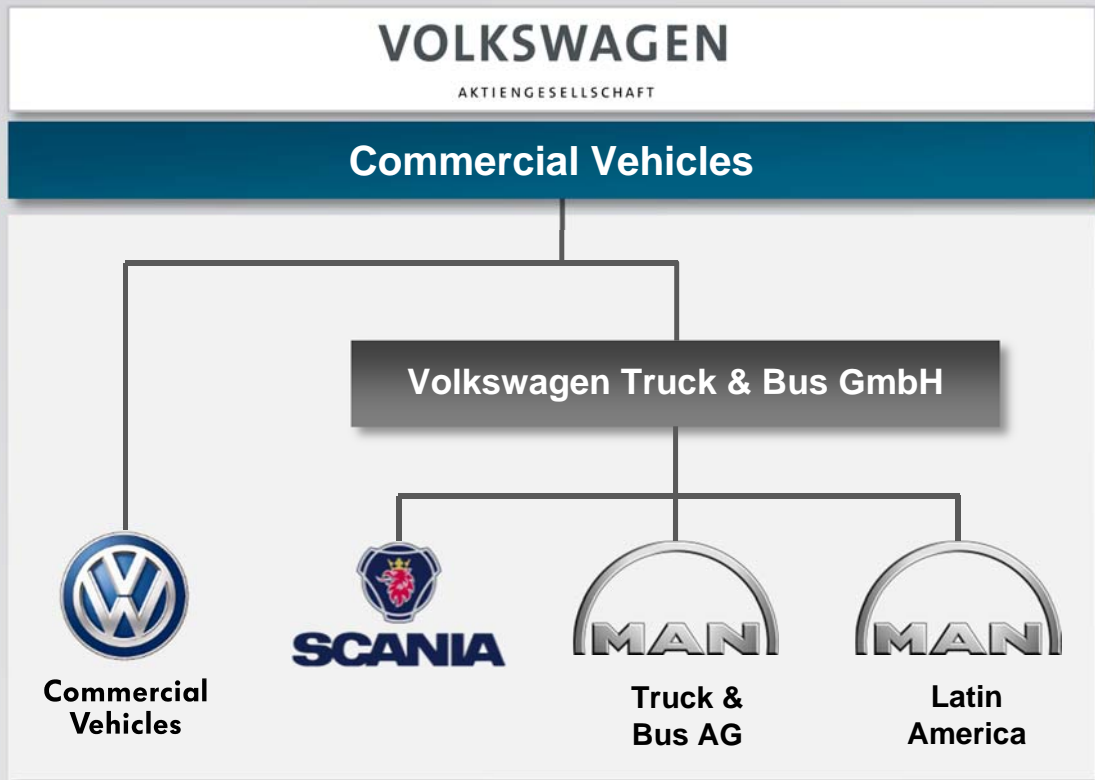 VOLKSWAGEN
AKTIENGESELLSCHAFT
Commercial Vehicles
Volkswagen Truck & Bus GmbH
Commercial
Vehicles
SCANIA
MAN
Truck &
Bus AG
MAN
Latin
America